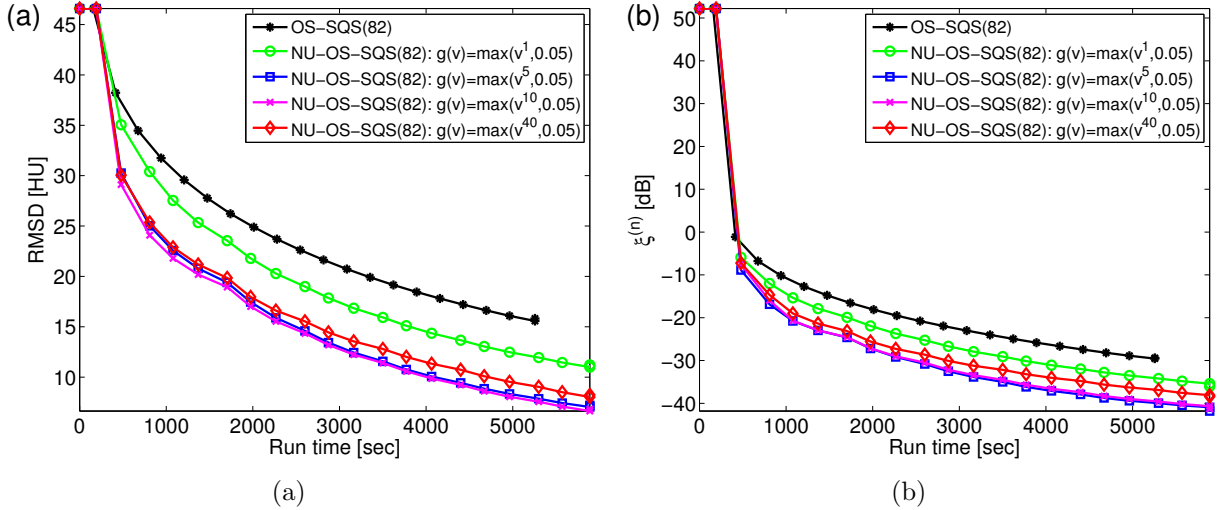 (a)
45
40
35
30
25
20
15
10
RMSD [HU]
0 1000 2000 3000 4000 5000
Run time [sec]
OS−SQS(82)
NU−OS−SQS(82): g(v)=max(v^1,0.05)
NU−OS−SQS(82): g(v)=max(v^5,0.05)
NU−OS−SQS(82): g(v)=max(v^10,0.05)
NU−OS−SQS(82): g(v)=max(v^40,0.05)
(a)
(b)
50
40
30
20
10
0
−10
−20
−30
−40
ξ^(n) [dB]
0 1000 2000 3000 4000 5000
Run time [sec]
OS−SQS(82)
NU−OS−SQS(82): g(v)=max(v^1,0.05)
NU−OS−SQS(82): g(v)=max(v^5,0.05)
NU−OS−SQS(82): g(v)=max(v^10,0.05)
NU−OS−SQS(82): g(v)=max(v^40,0.05)
(b)